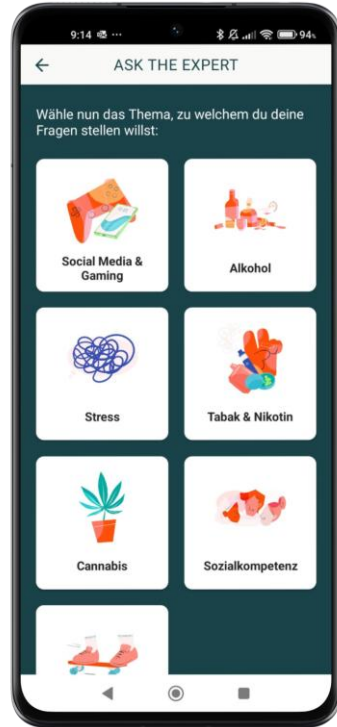 9:14
94%
ASK THE EXPERT
Wähle nun das Thema, zu welchem du deine
Fragen stellen willst:
Social Media &
Gaming
Alkohol
Stress
Tabak & Nikotin
Cannabis
Sozialkompetenz